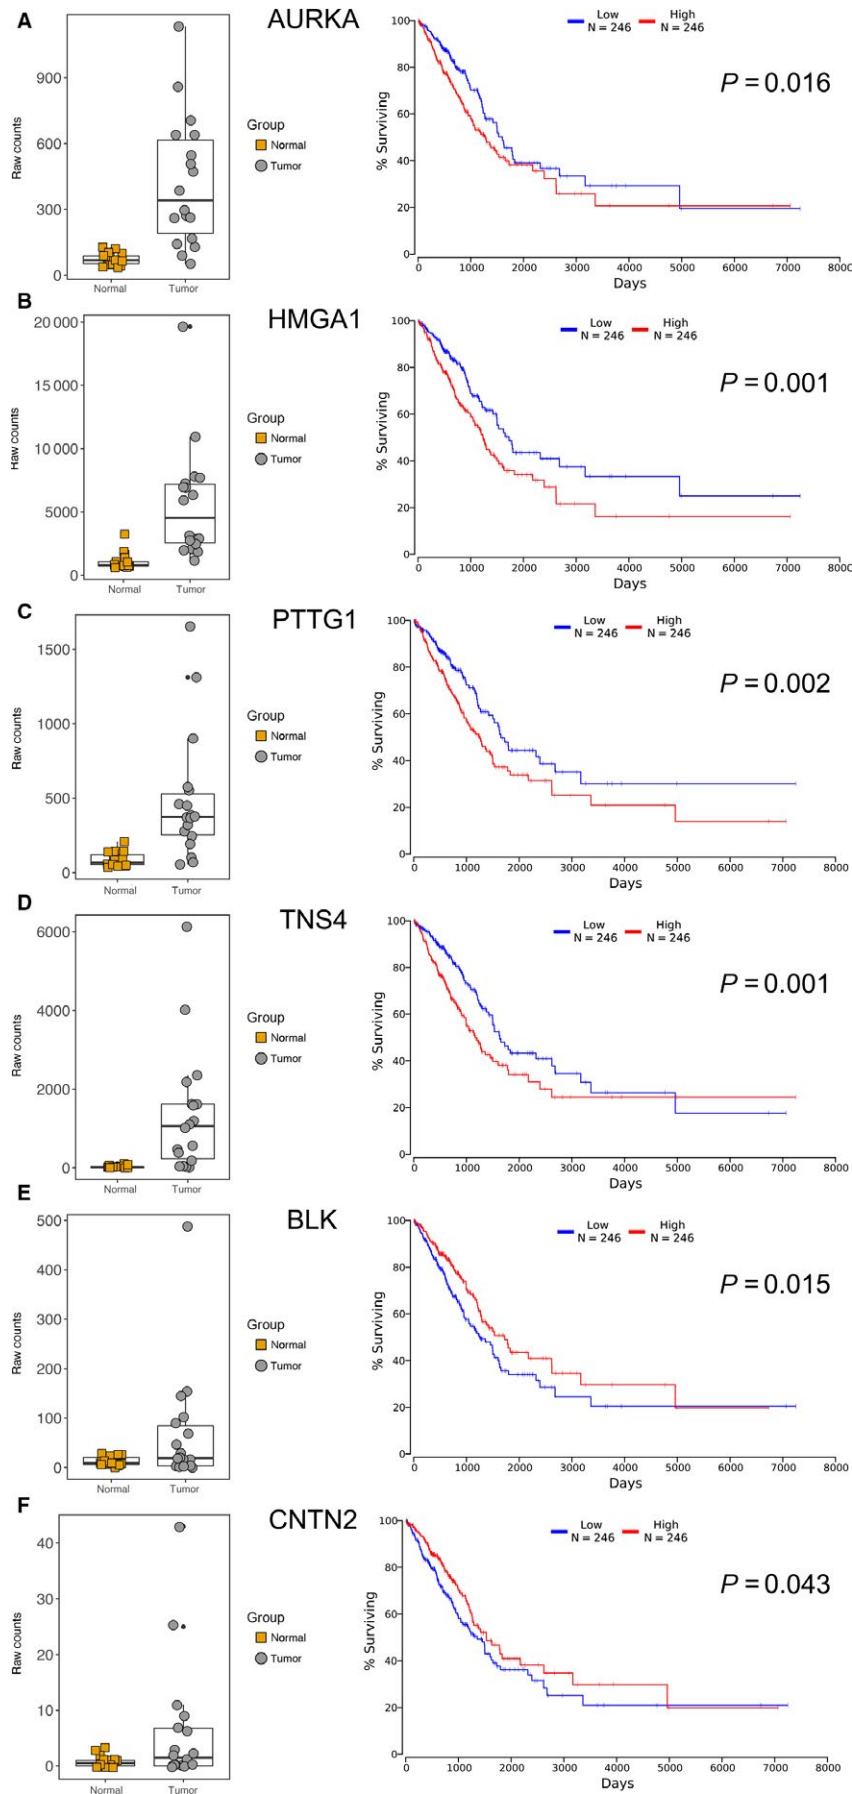 A
AURKA
Raw counts
900
600
300
0
Normal
Tumor
Group
Normal
Tumor
Low
N = 246
High
N = 246
P = 0.016
% Surviving
100
80
60
40
20
0
0 1000 2000 3000 4000 5000 6000 7000 8000
Days
B
HMGA1
Raw counts
20 000
15 000
10 000
5000
0
Normal
Tumor
Group
Normal
Tumor
Low
N = 246
High
N = 246
P = 0.001
% Surviving
100
80
60
40
20
0
0 1000 2000 3000 4000 5000 6000 7000 8000
Days
C
PTTG1
Raw counts
1500
1000
500
0
Normal
Tumor
Group
Normal
Tumor
Low
N = 246
High
N = 246
P = 0.002
% Surviving
100
80
60
40
20
0
0 1000 2000 3000 4000 5000 6000 7000 8000
Days
D
TNS4
Raw counts
6000
4000
2000
0
Normal
Tumor
Group
Normal
Tumor
Low
N = 246
High
N = 246
P = 0.001
% Surviving
100
80
60
40
20
0
0 1000 2000 3000 4000 5000 6000 7000 8000
Days
E
BLK
Raw counts
500
400
300
200
100
0
Normal
Tumor
Group
Normal
Tumor
Low
N = 246
High
N = 246
P = 0.015
% Surviving
100
80
60
40
20
0
0 1000 2000 3000 4000 5000 6000 7000 8000
Days
F
CNTN2
Raw counts
40
30
20
10
0
Normal
Tumor
Group
Normal
Tumor
Low
N = 246
High
N = 246
P = 0.043
% Surviving
100
80
60
40
20
0
0 1000 2000 3000 4000 5000 6000 7000 8000
Days